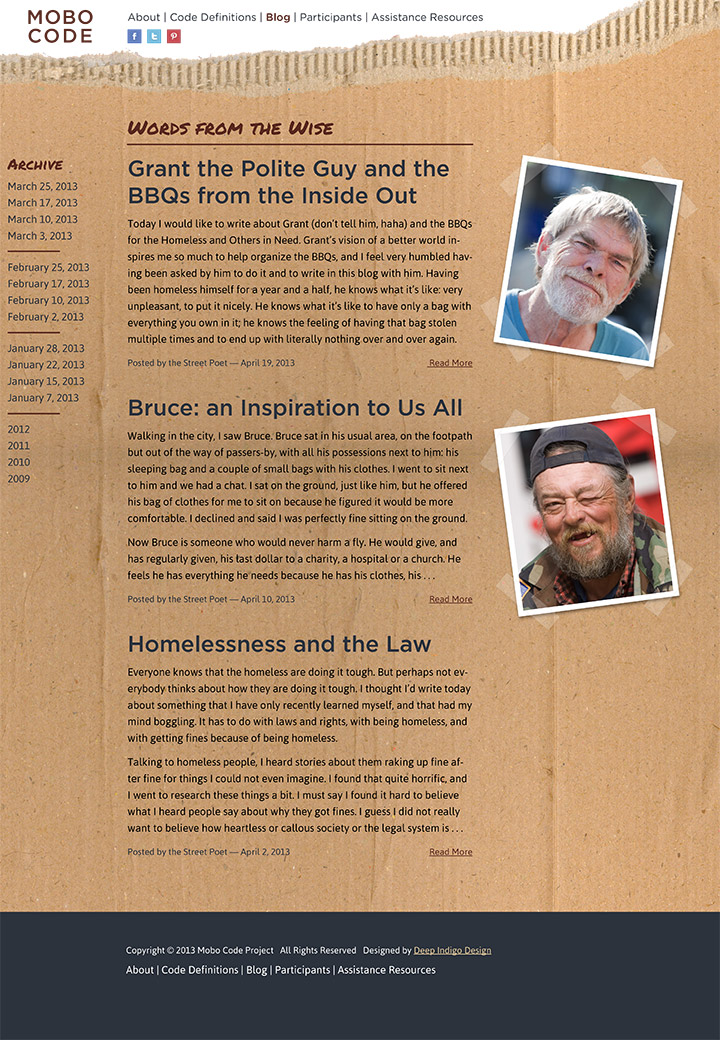 MOBO
CODE
About | Code Definitions | Blog | Participants | Assistance Resources
Words from the Wise
Archive
March 25, 2013
March 17, 2013
March 10, 2013
March 3, 2013
February 25, 2013
February 17, 2013
February 10, 2013
February 2, 2013
January 28, 2013
January 22, 2013
January 15, 2013
January 7, 2013
2012
2011
2010
2009
Grant the Polite Guy and the
BBQs from the Inside Out
Today I would like to write about Grant (don't tell him, haha) and the BBQs
for the Homeless and Others in Need. Grant's vision of a better world in-
spires me so much to help organize the BBQs, and I feel very humbled hav-
ing been asked by him to do it and to write in this blog with him. Having
been homeless himself for a year and a half, he knows what it's like: very
unpleasant, to put it nicely. He knows what it's like to have only a bag with
everything you own in it; he knows the feeling of having that bag stolen
multiple times and to end up with literally nothing over and over again.
Posted by the Street Poet — April 19, 2013 Read More
Bruce: an Inspiration to Us All
Walking in the city, I saw Bruce. Bruce sat in his usual area, on the footpath
but out of the way of passers-by, with all his possessions next to him: his
sleeping bag and a couple of small bags with his clothes. I went to sit next
to him and we had a chat. I sat on the ground, just like him, but he offered
his bag of clothes for me to sit on because he figured it would be more
comfortable. I declined and said I was perfectly fine sitting on the ground.
Now Bruce is someone who would never harm a fly. He would give, and
has regularly given, his last dollar to a charity, a hospital or a church. He
feels he has everything he needs because he has his clothes, his . . .
Posted by the Street Poet — April 10, 2013 Read More
Homelessness and the Law
Everyone knows that the homeless are doing it tough. But perhaps not ev-
erybody thinks about how they are doing it tough. I thought I'd write today
about something that I have only recently learned myself, and that had my
mind boggling. It has to do with laws and rights, with being homeless, and
with getting fines because of being homeless.
Talking to homeless people, I heard stories about them raking up fine af-
ter fine for things I could not even imagine. I found that quite horrific, and
I went to research these things a bit. I must say I found it hard to believe
what I heard people say about why they got fines. I guess I did not really
want to believe how heartless or callous society or the legal system is . . .
Posted by the Street Poet — April 2, 2013 Read More
Copyright © 2013 Mobo Code Project All Rights Reserved Designed by Deep Indigo Design
About | Code Definitions | Blog | Participants | Assistance Resources